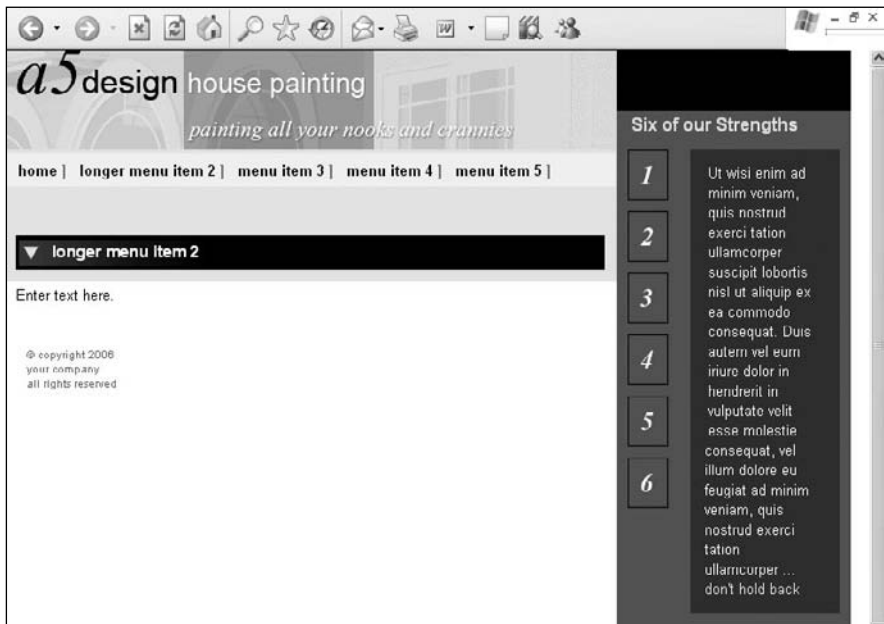 a5 design house painting
painting all your nooks and crannies
home ] longer menu item 2 ] menu item 3 ] menu item 4 ] menu item 5 ]
longer menu item 2
Enter text here.
© copyright 2006
your company
all rights reserved
Six of our Strengths
1
2
3
4
5
6
Ut wisi enim ad
minim veniam,
quis nostrud
exerci tation
ullamcorper
suscipit lobortis
nisl ut aliquip ex
ea commodo
consequat. Duis
autem vel eum
iriure dolor in
hendrerit in
vulputate velit
esse molestie
consequat, vel
illum dolore eu
feugiat ad minim
veniam, quis
nostrud exerci
tation
ullamcorper ...
don't hold back